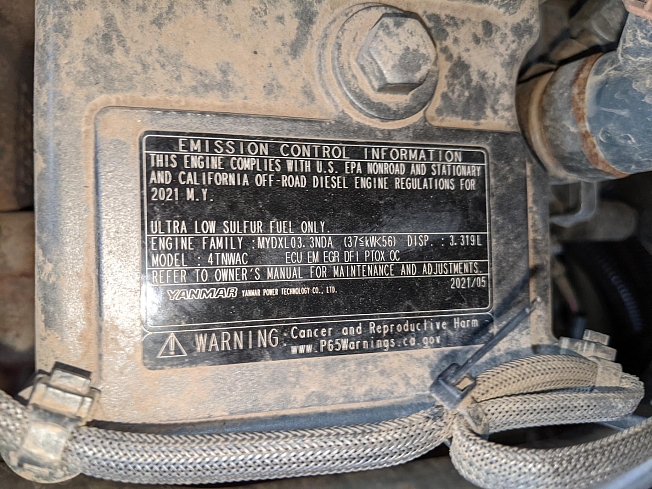 EMISSION CONTROL INFORMATION
THIS ENGINE COMPLIES WITH U.S. EPA NONROAD AND STATIONARY
AND CALIFORNIA OFF-ROAD DIESEL ENGINE REGULATIONS FOR
2021 M.Y.
ULTRA LOW SULFUR FUEL ONLY.
ENGINE FAMILY : MYDXL03.3NDA (37≤kW<56) DISP. : 3.319L
MODEL : 4TNWAC ECU EM EGR DFI PTOX OC
REFER TO OWNER'S MANUAL FOR MAINTENANCE AND ADJUSTMENTS.
2021/05
YANMAR YANMAR POWER TECHNOLOGY CO., LTD.
WARNING: Cancer and Reproductive Harm
www.P65Warnings.ca.gov